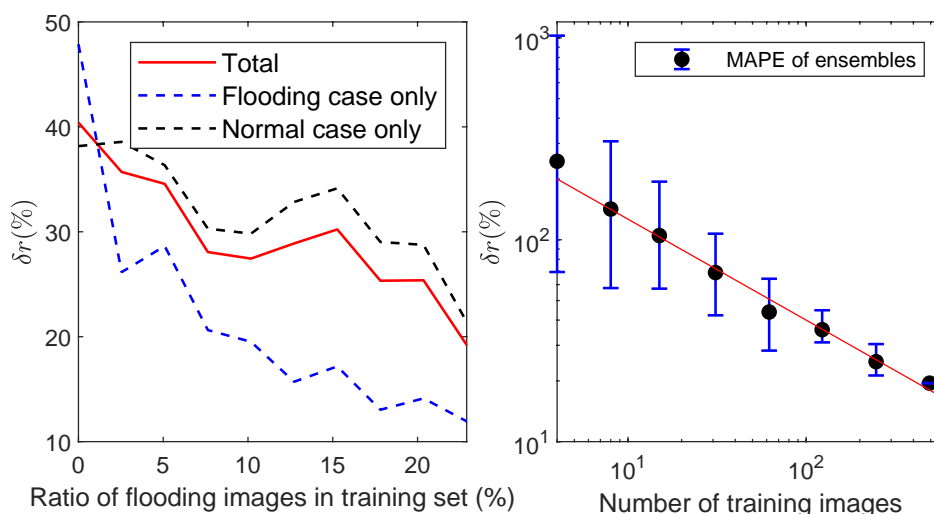 50
40
30
20
10
δr(%)
Total
Flooding case only
Normal case only
0
5
10
15
20
Ratio of flooding images in training set (%)
10^3
10^2
10^1
δr(%)
MAPE of ensembles
10^1
10^2
Number of training images